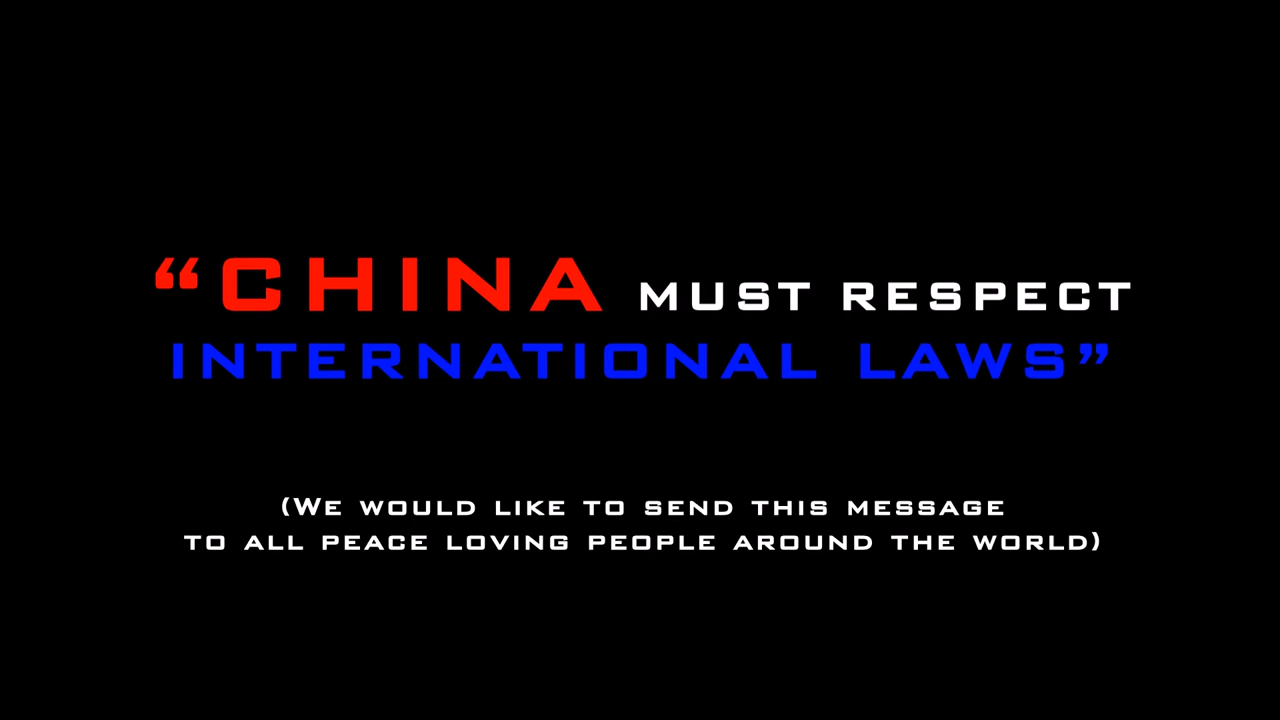 “CHINA MUST RESPECT
INTERNATIONAL LAWS”
(WE WOULD LIKE TO SEND THIS MESSAGE
TO ALL PEACE LOVING PEOPLE AROUND THE WORLD)